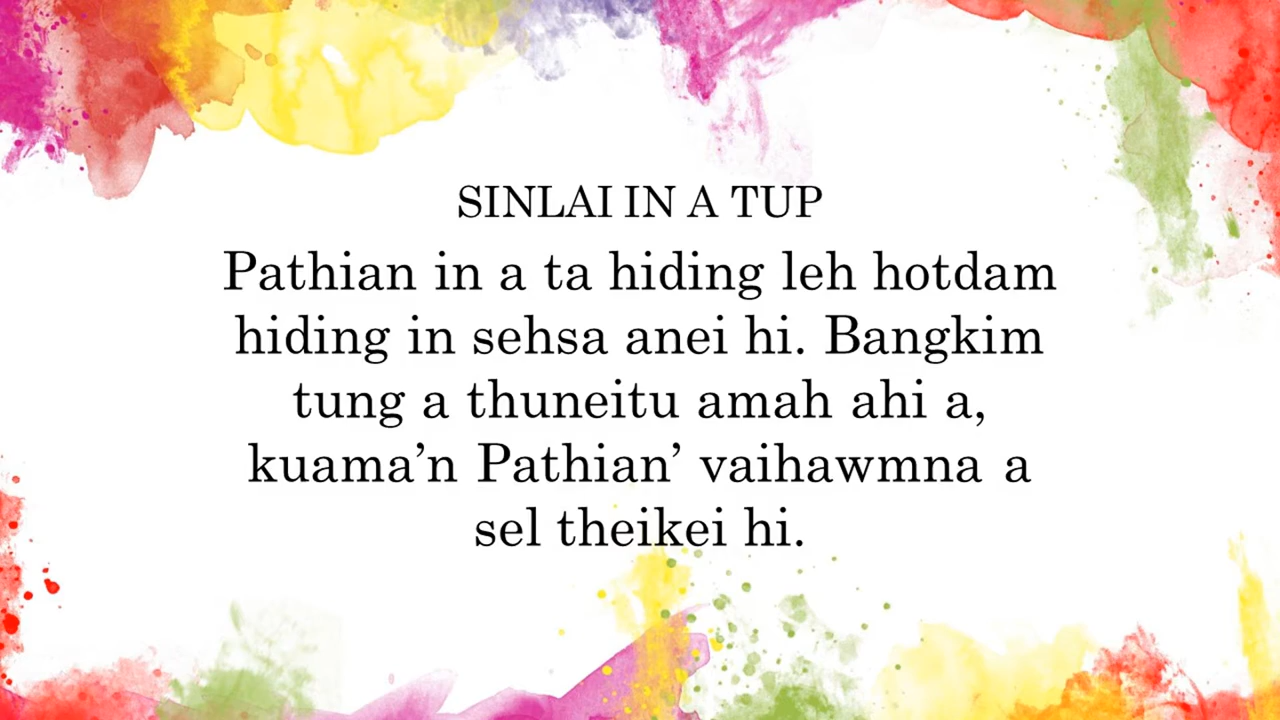 SINLAI IN A TUP
Pathian in a ta hiding leh hotdam
hiding in sehsa anei hi. Bangkim
tung a thuneitu amah ahi a,
kuama’n Pathian’ vaihawmna a
sel theikei hi.